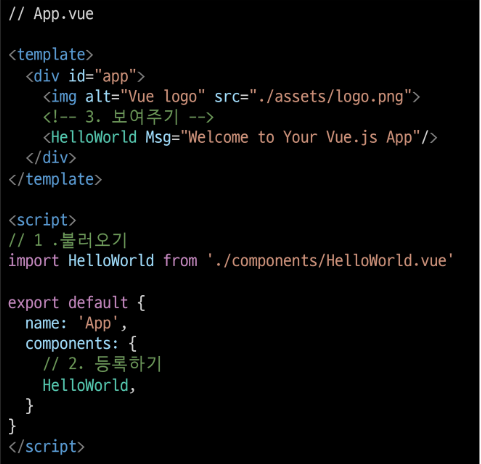 // App.vue
<template>
<div id="app">
<img alt="Vue logo" src="./assets/logo.png">
<!-- 3. 보여주기 -->
<HelloWorld Msg="Welcome to Your Vue.js App"/>
</div>
</template>
<script>
// 1 .불러오기
import HelloWorld from './components/HelloWorld.vue'
export default {
name: 'App',
components: {
// 2. 등록하기
HelloWorld,
}
}
</script>